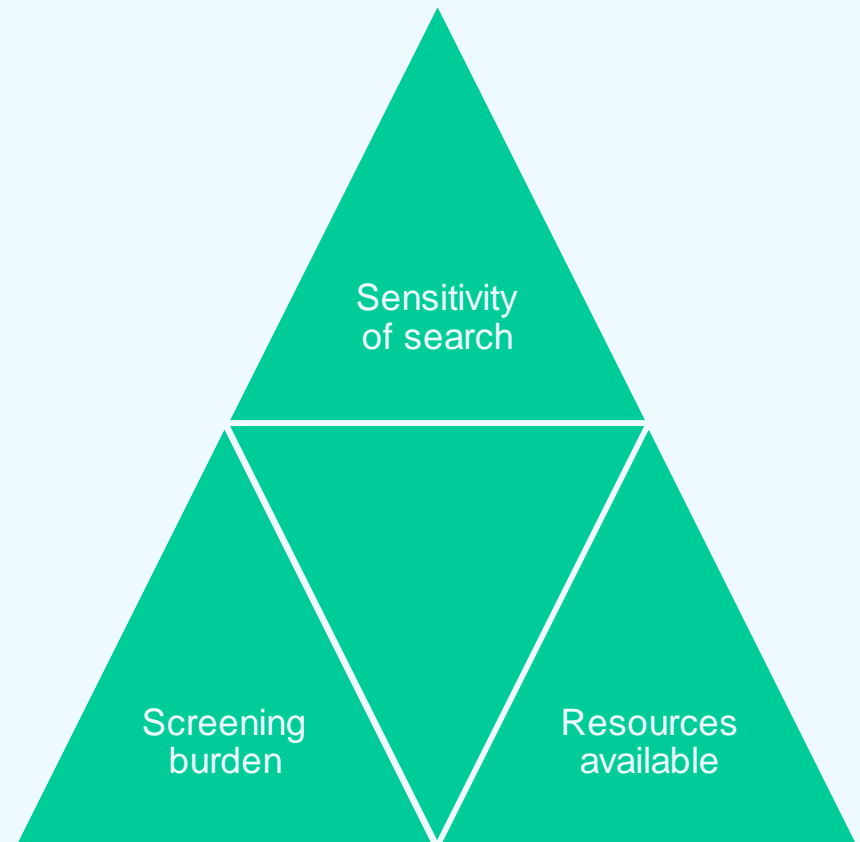 Sensitivity
of search
Screening
burden
Resources
available